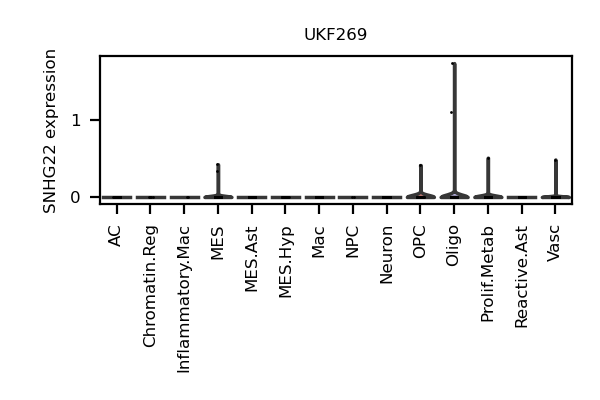 UKF269
SNHG22 expression
1
0
AC
Chromatin.Reg
Inflammatory.Mac
MES
MES.Ast
MES.Hyp
Mac
NPC
Neuron
OPC
Oligo
Prolif.Metab
Reactive.Ast
Vasc